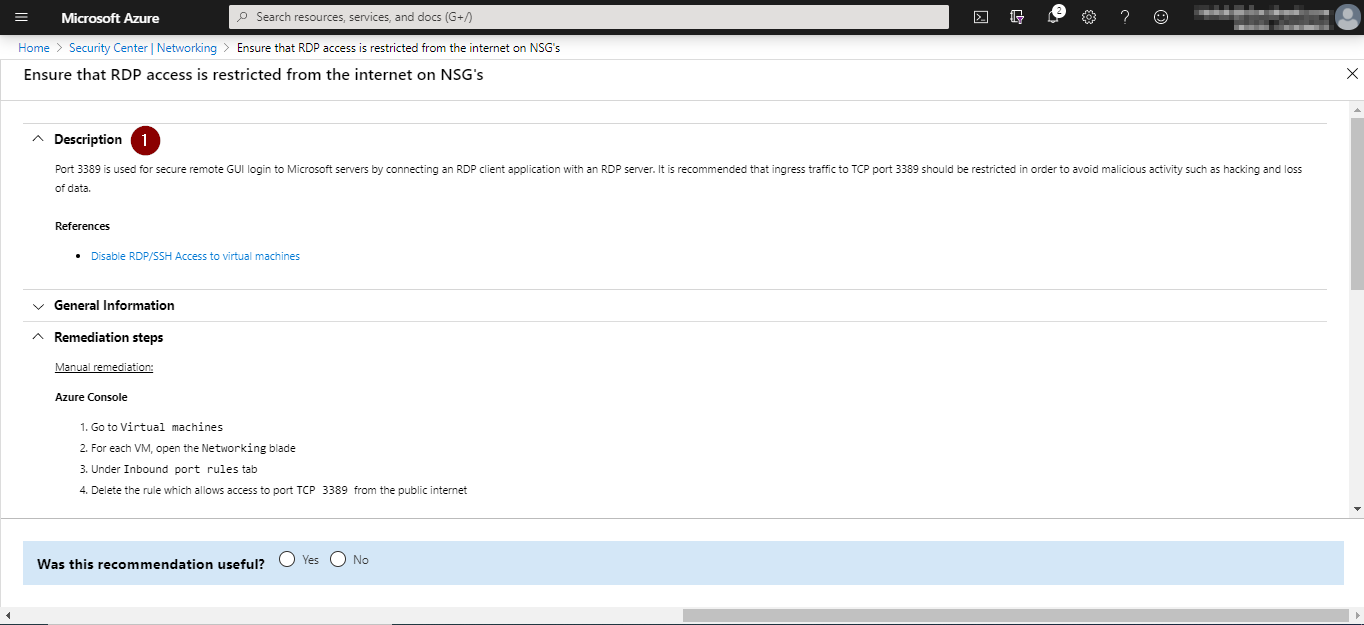 Microsoft Azure
Search resources, services, and docs (G+/)
2
?
Home > Security Center | Networking > Ensure that RDP access is restricted from the internet on NSG's
Ensure that RDP access is restricted from the internet on NSG's
Description 1
Port 3389 is used for secure remote GUI login to Microsoft servers by connecting an RDP client application with an RDP server. It is recommended that ingress traffic to TCP port 3389 should be restricted in order to avoid malicious activity such as hacking and loss
of data.
References
• Disable RDP/SSH Access to virtual machines
General Information
Remediation steps
Manual remediation:
Azure Console
1. Go to Virtual machines
2. For each VM, open the Networking blade
3. Under Inbound port rules tab
4. Delete the rule which allows access to port TCP 3389 from the public internet
Was this recommendation useful? Yes No